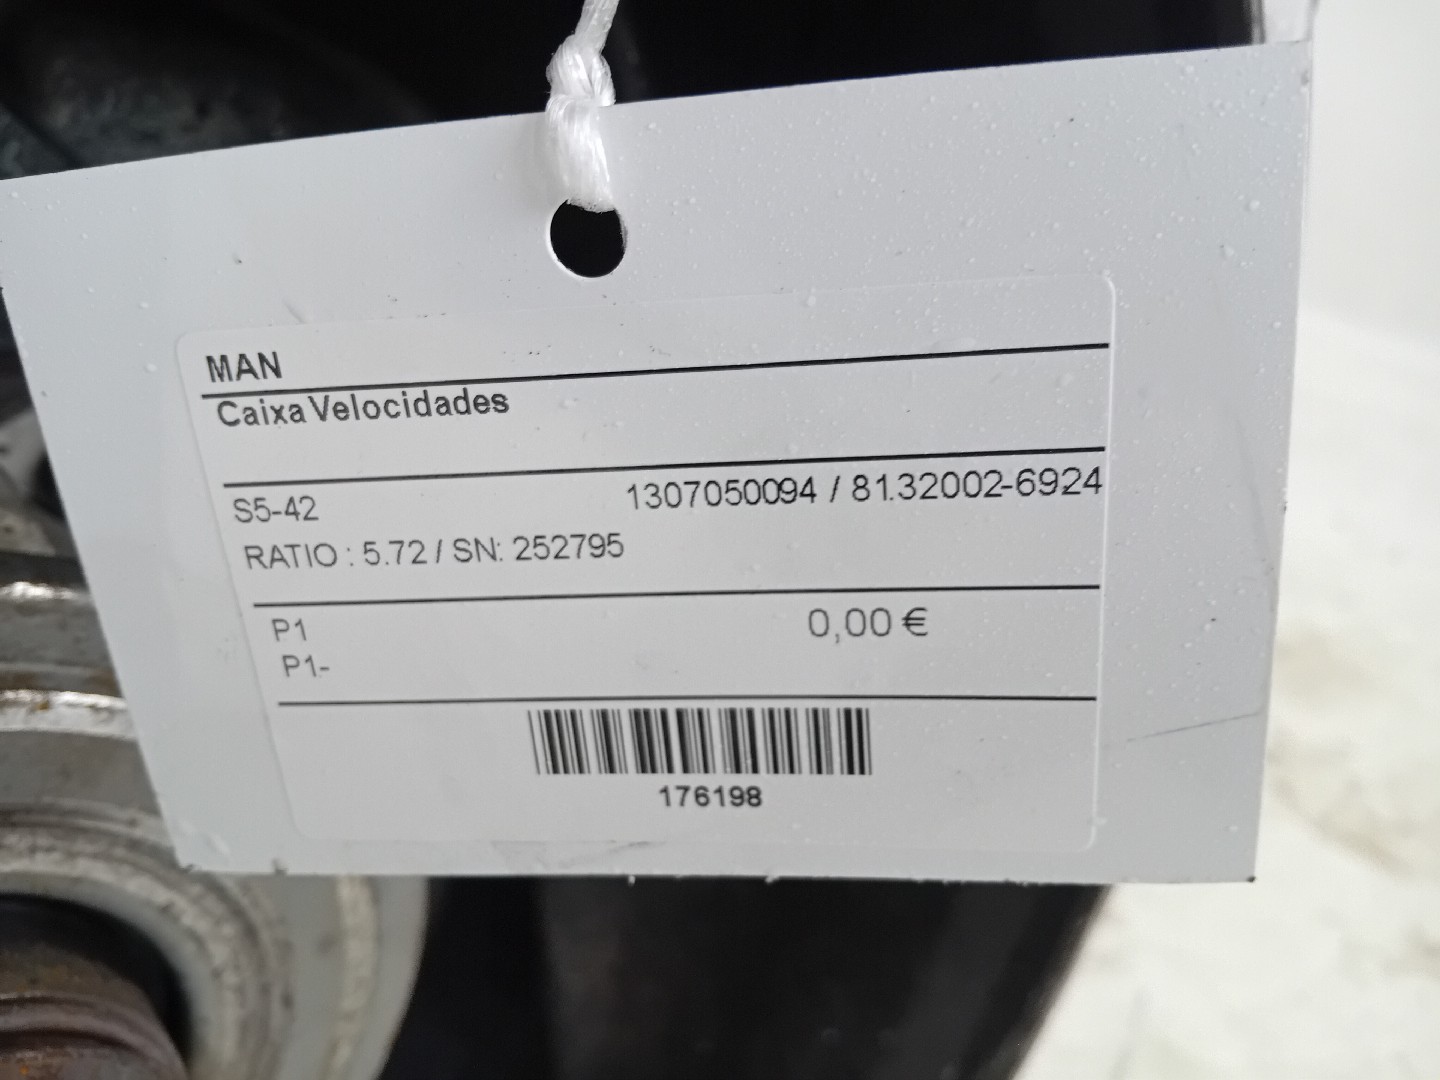 MAN
Caixa Velocidades
S5-42 1307050094 / 81.32002-6924
RATIO : 5.72 / SN: 252795
P1 0,00 €
P1-
176198